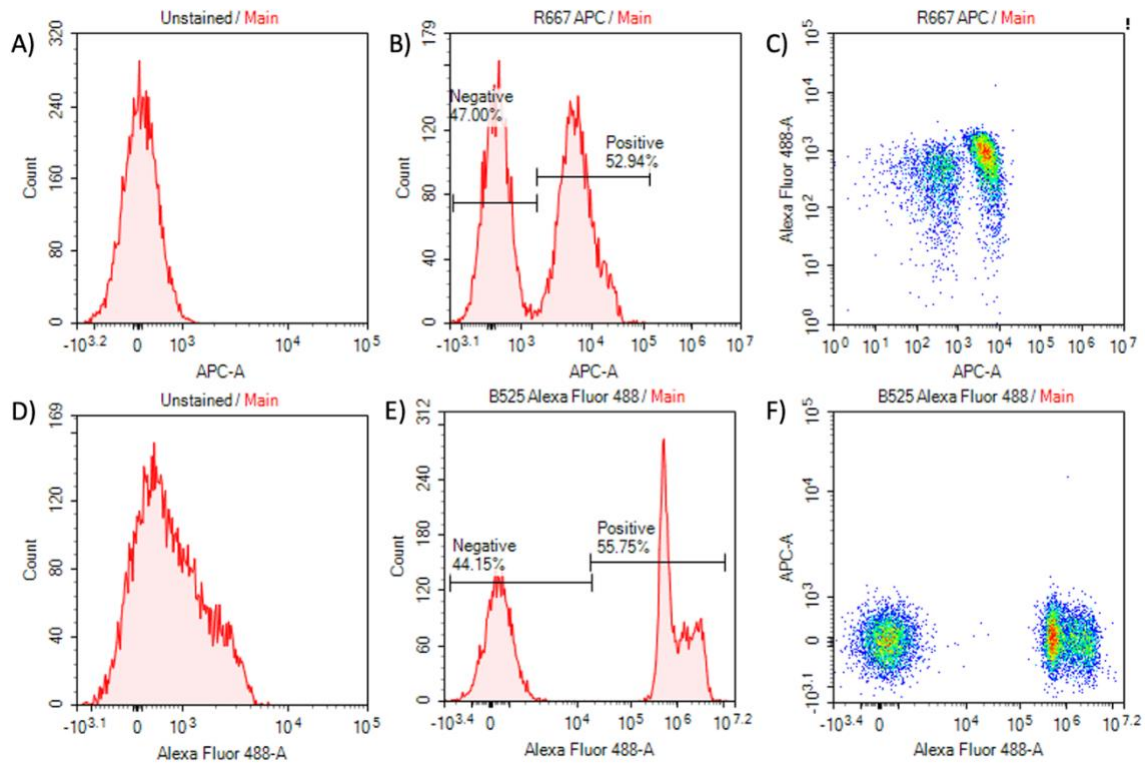 A)
Unstained / Main
320
240
160
80
0
Count
-10^3.2 0 10^3 10^4 10^5
APC-A
B)
R667 APC / Main
179
120
80
40
0
Count
Negative
47.00%
Positive
52.94%
-10^3.1 10^3 10^4 10^5 10^6 10^7
APC-A
C)
R667 APC / Main
!
10^5
10^4
10^3
10^2
10^1
10^0
Alexa Fluor 488-A
10^0 10^1 10^2 10^3 10^4 10^5
APC-A
D)
Unstained / Main
169
120
80
40
0
Count
-10^3.1 0 10^3 10^4 10^5
Alexa Fluor 488-A
E)
B525 Alexa Fluor 488 / Main
312
240
180
120
60
0
Count
Negative
44.15%
Positive
55.75%
-10^3.4 0 10^4 10^5 10^6 10^7.2
Alexa Fluor 488-A
F)
B525 Alexa Fluor 488 / Main
10^5
10^4
10^3
0
-10^3.1
APC-A
-10^3.4 0 10^4 10^5 10^6 10^7.2
Alexa Fluor 488-A